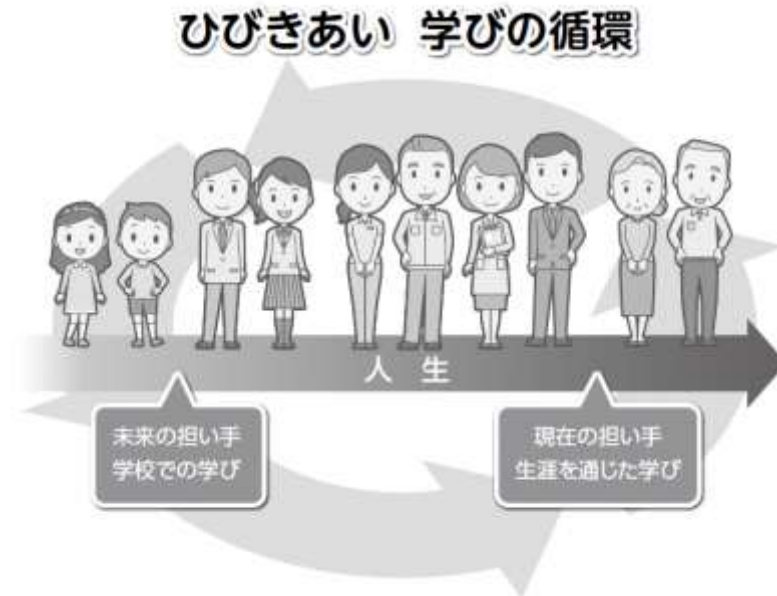 ひびきあい 学びの循環
人生
未来の担い手
学校での学び
現在の担い手
生涯を通じた学び